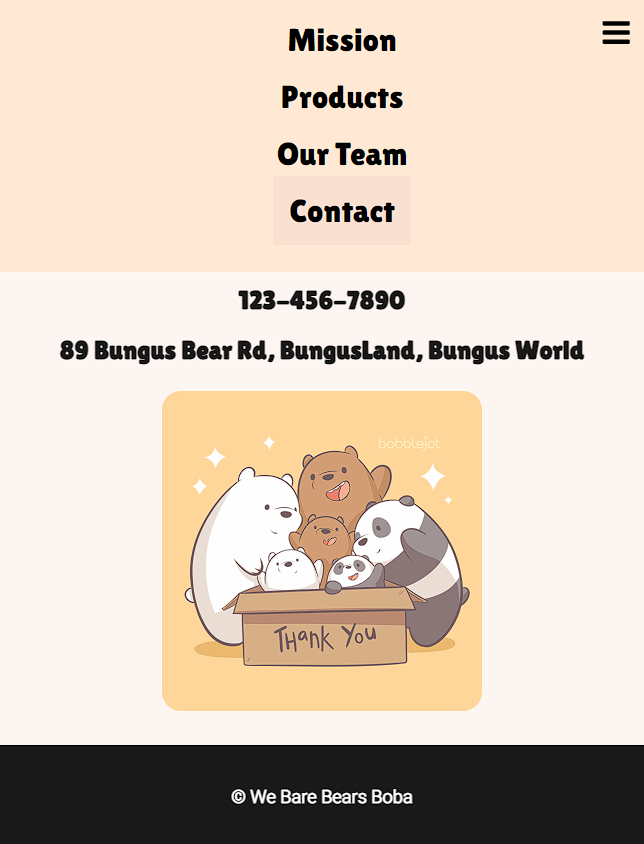 Mission
Products
Our Team
Contact
123-456-7890
89 Bungus Bear Rd, BungusLand, Bungus World
bobblejot
THank You
© We Bare Bears Boba